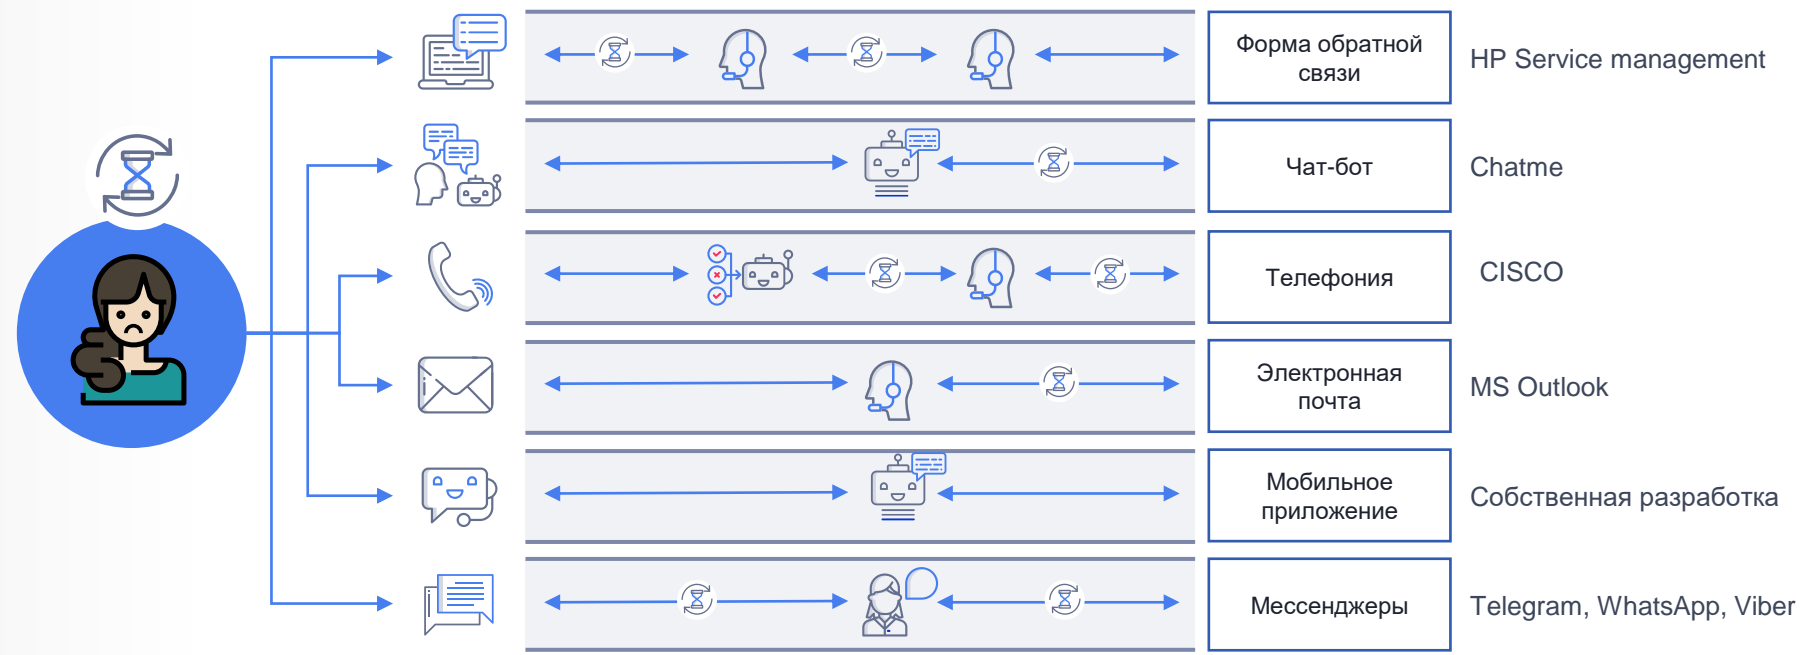 Форма обратной
связи
HP Service management
Чат-бот
Chatme
Телефония
CISCO
Электронная
почта
MS Outlook
Мобильное
приложение
Собственная разработка
Мессенджеры
Telegram, WhatsApp, Viber